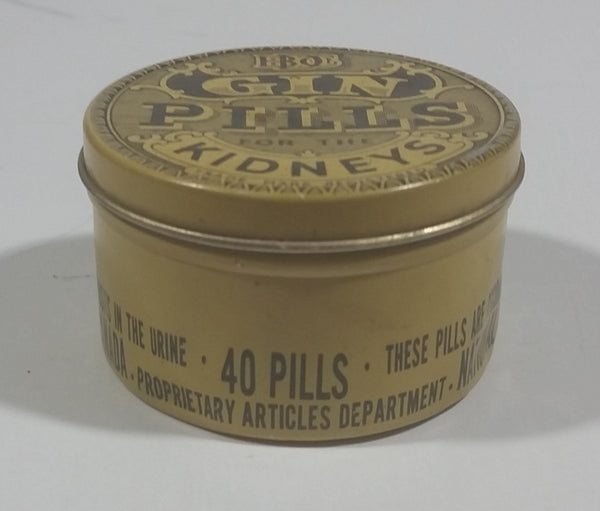 GIN
PILLS
FOR THE
KIDNEYS
IN THE URINE · 40 PILLS · THESE PILLS ARE
· PROPRIETARY ARTICLES DEPARTMENT ·